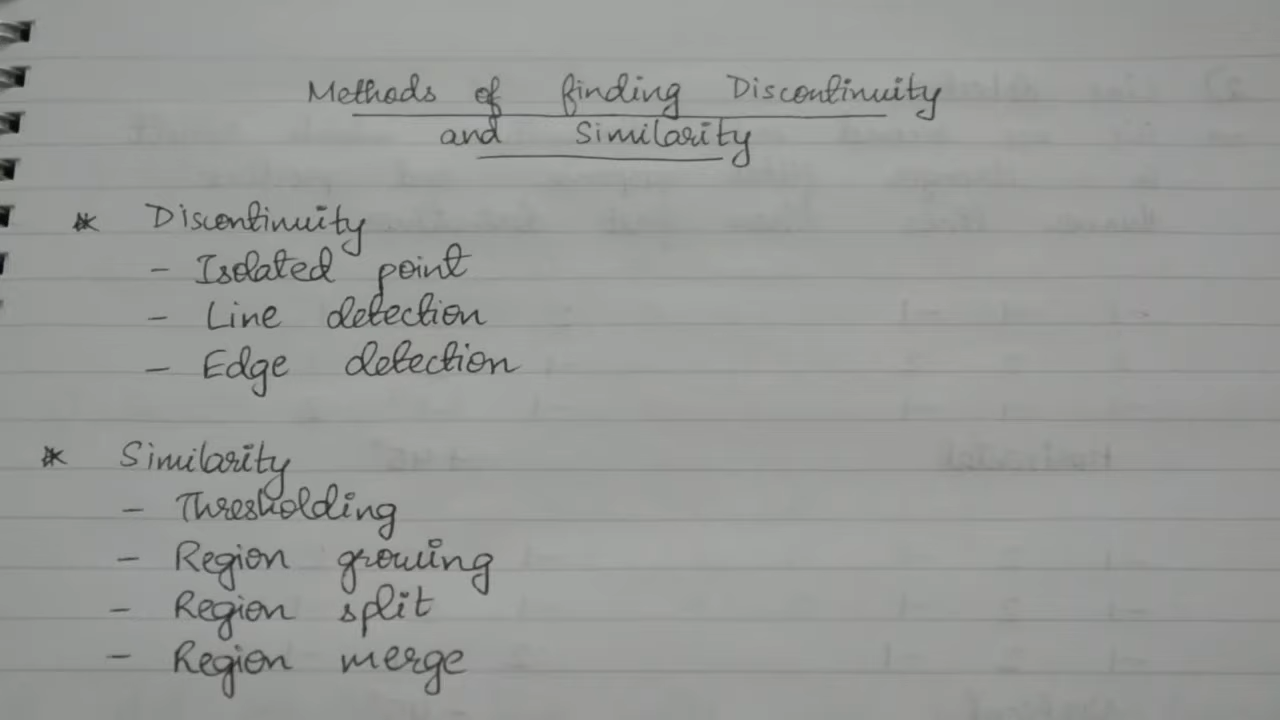 Methods of finding Discontinuity
and Similarity
* Discontinuity
- Isolated point
- Line detection
- Edge detection
* Similarity
- Thresholding
- Region growing
- Region split
- Region merge